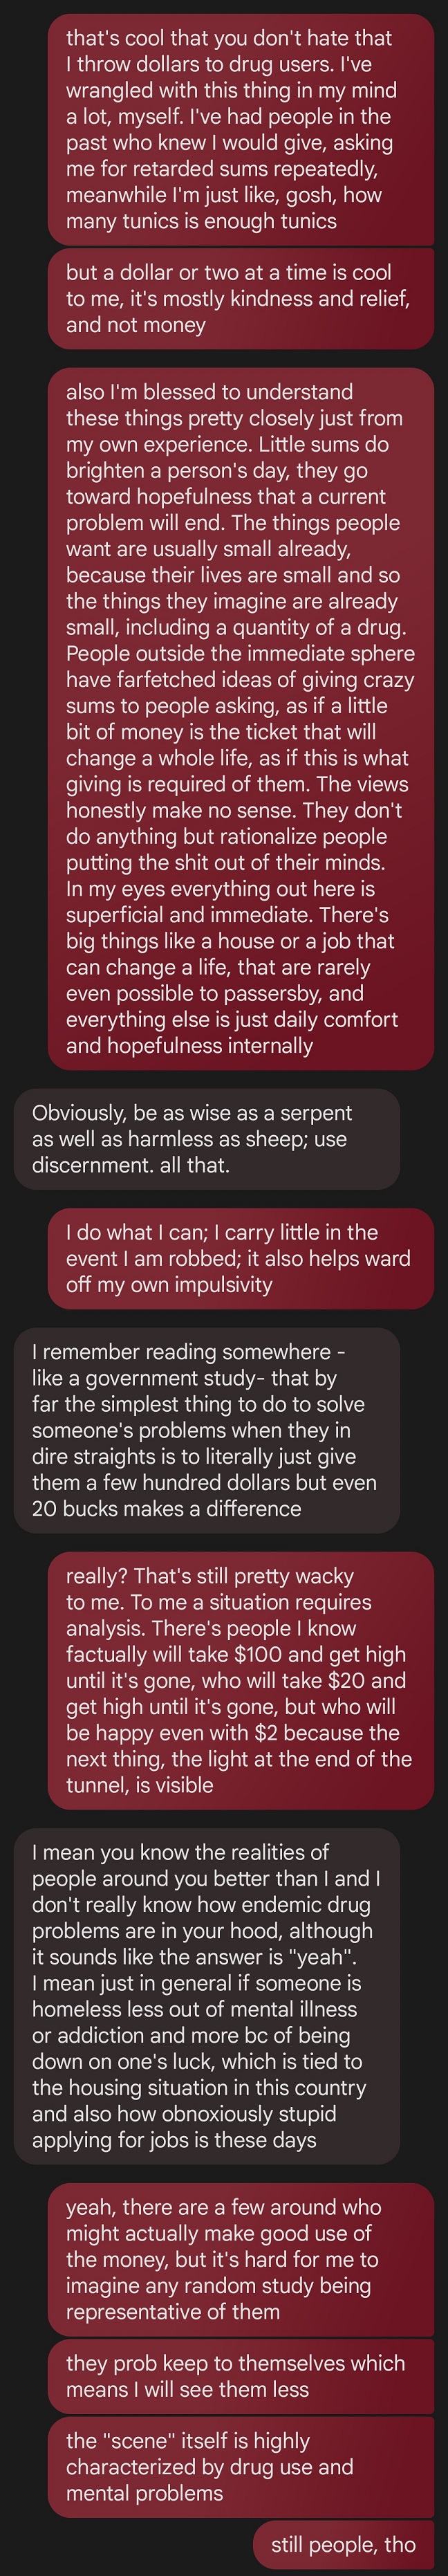 that's cool that you don't hate that
I throw dollars to drug users. I've
wrangled with this thing in my mind
a lot, myself. I've had people in the
past who knew I would give, asking
me for retarded sums repeatedly,
meanwhile I'm just like, gosh, how
many tunics is enough tunics
but a dollar or two at a time is cool
to me, it's mostly kindness and relief,
and not money
also I'm blessed to understand
these things pretty closely just from
my own experience. Little sums do
brighten a person's day, they go
toward hopefulness that a current
problem will end. The things people
want are usually small already,
because their lives are small and so
the things they imagine are already
small, including a quantity of a drug.
People outside the immediate sphere
have farfetched ideas of giving crazy
sums to people asking, as if a little
bit of money is the ticket that will
change a whole life, as if this is what
giving is required of them. The views
honestly make no sense. They don't
do anything but rationalize people
putting the shit out of their minds.
In my eyes everything out here is
superficial and immediate. There's
big things like a house or a job that
can change a life, that are rarely
even possible to passersby, and
everything else is just daily comfort
and hopefulness internally
Obviously, be as wise as a serpent
as well as harmless as sheep; use
discernment. all that.
I do what I can; I carry little in the
event I am robbed; it also helps ward
off my own impulsivity
I remember reading somewhere -
like a government study- that by
far the simplest thing to do to solve
someone's problems when they in
dire straights is to literally just give
them a few hundred dollars but even
20 bucks makes a difference
really? That's still pretty wacky
to me. To me a situation requires
analysis. There's people I know
factually will take $100 and get high
until it's gone, who will take $20 and
get high until it's gone, but who will
be happy even with $2 because the
next thing, the light at the end of the
tunnel, is visible
I mean you know the realities of
people around you better than I and I
don't really know how endemic drug
problems are in your hood, although
it sounds like the answer is "yeah".
I mean just in general if someone is
homeless less out of mental illness
or addiction and more bc of being
down on one's luck, which is tied to
the housing situation in this country
and also how obnoxiously stupid
applying for jobs is these days
yeah, there are a few around who
might actually make good use of
the money, but it's hard for me to
imagine any random study being
representative of them
they prob keep to themselves which
means I will see them less
the "scene" itself is highly
characterized by drug use and
mental problems
still people, tho